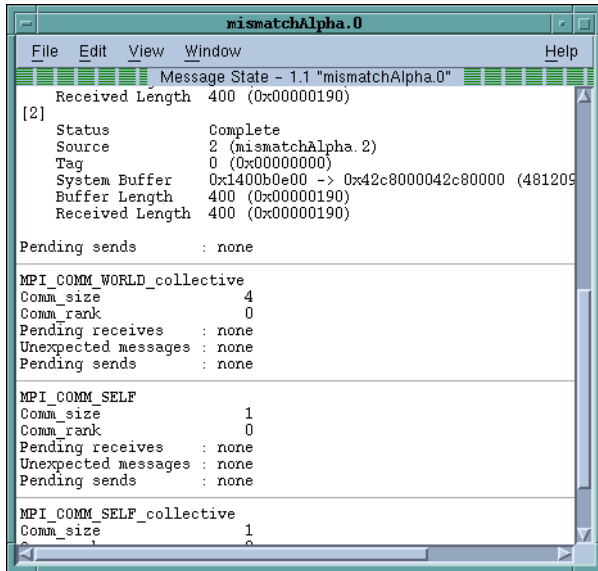 mismatchAlpha.0
File Edit View Window Help
Message State - 1.1 "mismatchAlpha.0"
Received Length 400 (0x00000190)
[2]
Status Complete
Source 2 (mismatchAlpha.2)
Tag 0 (0x00000000)
System Buffer 0x1400b0e00 -> 0x42c8000042c80000 (481209
Buffer Length 400 (0x00000190)
Received Length 400 (0x00000190)
Pending sends : none
MPI_COMM_WORLD_collective
Comm_size 4
Comm_rank 0
Pending receives : none
Unexpected messages : none
Pending sends : none
MPI_COMM_SELF
Comm_size 1
Comm_rank 0
Pending receives : none
Unexpected messages : none
Pending sends : none
MPI_COMM_SELF_collective
Comm_size 1